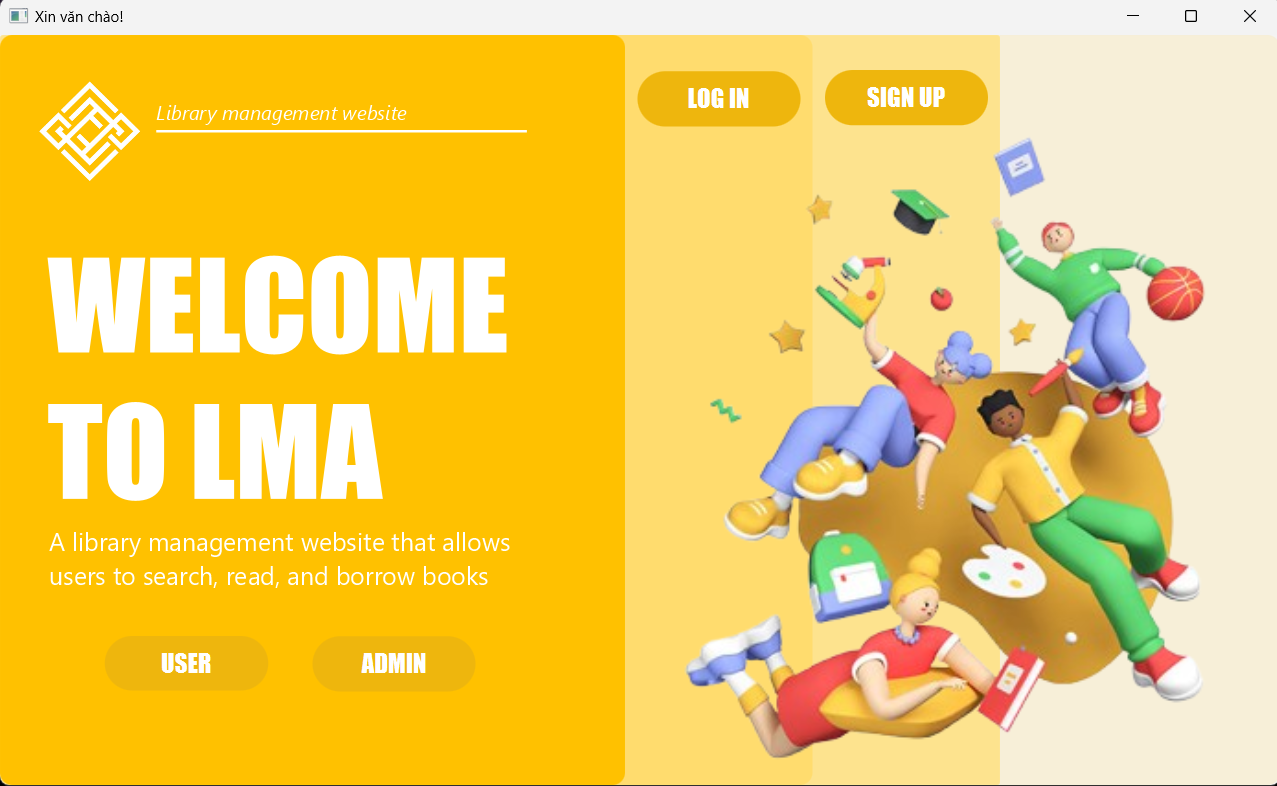 Xin văn chào!
Library management website
LOG IN
SIGN UP
WELCOME
TO LMA
A library management website that allows
users to search, read, and borrow books
USER
ADMIN